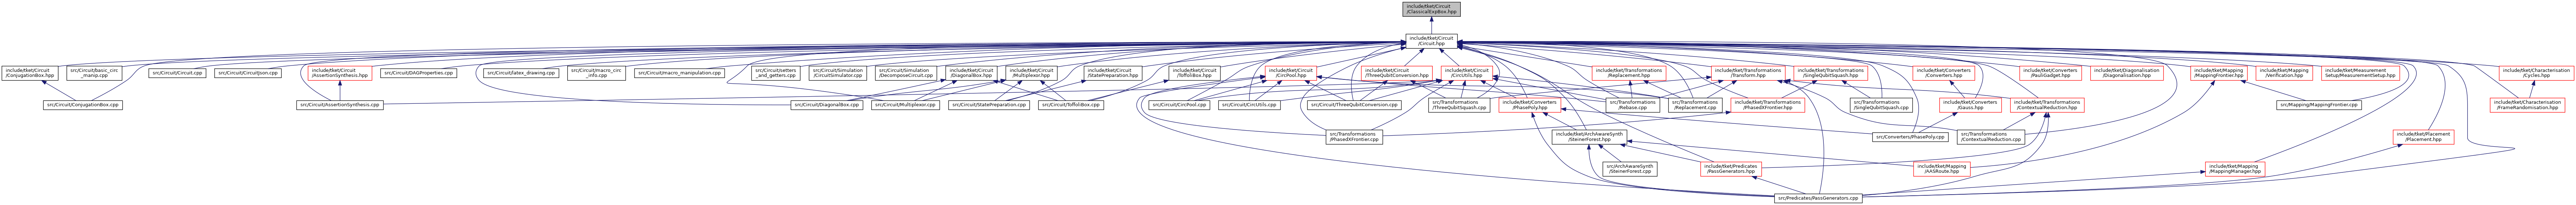 include/tket/Circuit
/ClassicalExpBox.hpp
include/tket/Circuit
/Circuit.hpp
include/tket/Circuit
/ConjugationBox.hpp
src/Circuit/basic_circ
_manip.cpp
src/Circuit/Circuit.cpp
src/Circuit/CircuitJson.cpp
include/tket/Circuit
/AssertionSynthesis.hpp
src/Circuit/DAGProperties.cpp
src/Circuit/latex_drawing.cpp
src/Circuit/macro_circ
_info.cpp
src/Circuit/macro_manipulation.cpp
src/Circuit/setters
_and_getters.cpp
src/Circuit/Simulation
/CircuitSimulator.cpp
src/Circuit/Simulation
/DecomposeCircuit.cpp
include/tket/Circuit
/DiagonalBox.hpp
include/tket/Circuit
/Multiplexor.hpp
include/tket/Circuit
/StatePreparation.hpp
include/tket/Circuit
/ToffoliBox.hpp
include/tket/Circuit
/CircPool.hpp
include/tket/Circuit
/ThreeQubitConversion.hpp
include/tket/Circuit
/CircUtils.hpp
include/tket/Transformations
/Replacement.hpp
include/tket/Transformations
/Transform.hpp
include/tket/Transformations
/SingleQubitSquash.hpp
include/tket/Converters
/Converters.hpp
include/tket/Converters
/PauliGadget.hpp
include/tket/Diagonalisation
/Diagonalisation.hpp
include/tket/Mapping
/MappingFrontier.hpp
include/tket/Mapping
/Verification.hpp
include/tket/Measurement
Setup/MeasurementSetup.hpp
include/tket/Characterisation
/Cycles.hpp
src/Circuit/ConjugationBox.cpp
src/Circuit/AssertionSynthesis.cpp
src/Circuit/DiagonalBox.cpp
src/Circuit/Multiplexor.cpp
src/Circuit/StatePreparation.cpp
src/Circuit/ToffoliBox.cpp
src/Circuit/CircPool.cpp
src/Circuit/CircUtils.cpp
src/Circuit/ThreeQubitConversion.cpp
src/Transformations
/ThreeQubitSquash.cpp
include/tket/Converters
/PhasePoly.hpp
src/Transformations
/Rebase.cpp
src/Transformations
/Replacement.cpp
include/tket/Transformations
/PhasedXFrontier.hpp
src/Transformations
/SingleQubitSquash.cpp
include/tket/Converters
/Gauss.hpp
include/tket/Transformations
/ContextualReduction.hpp
src/Mapping/MappingFrontier.cpp
include/tket/Characterisation
/FrameRandomisation.hpp
src/Transformations
/PhasedXFrontier.cpp
include/tket/ArchAwareSynth
/SteinerForest.hpp
src/Converters/PhasePoly.cpp
src/Transformations
/ContextualReduction.cpp
include/tket/Placement
/Placement.hpp
src/ArchAwareSynth
/SteinerForest.cpp
include/tket/Predicates
/PassGenerators.hpp
include/tket/Mapping
/AASRoute.hpp
include/tket/Mapping
/MappingManager.hpp
src/Predicates/PassGenerators.cpp